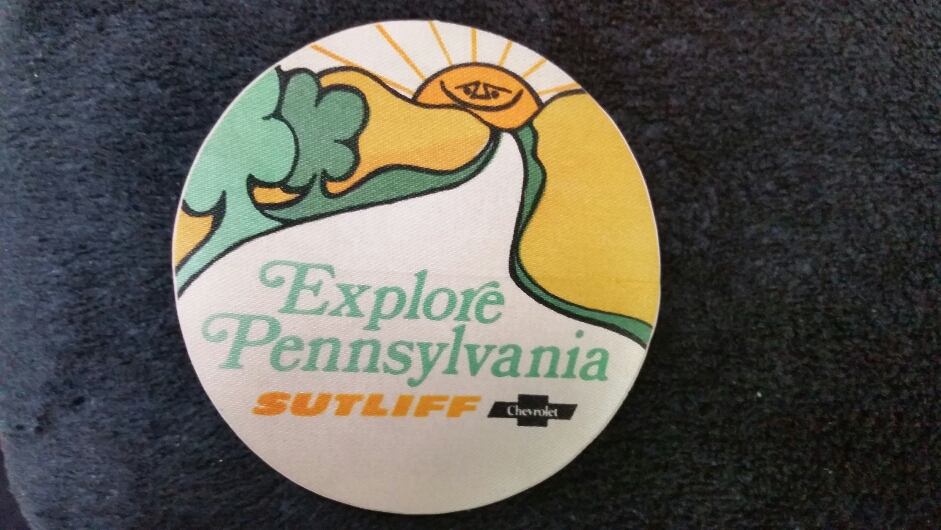 Explore
Pennsylvania
SUTLIFF Chevrolet